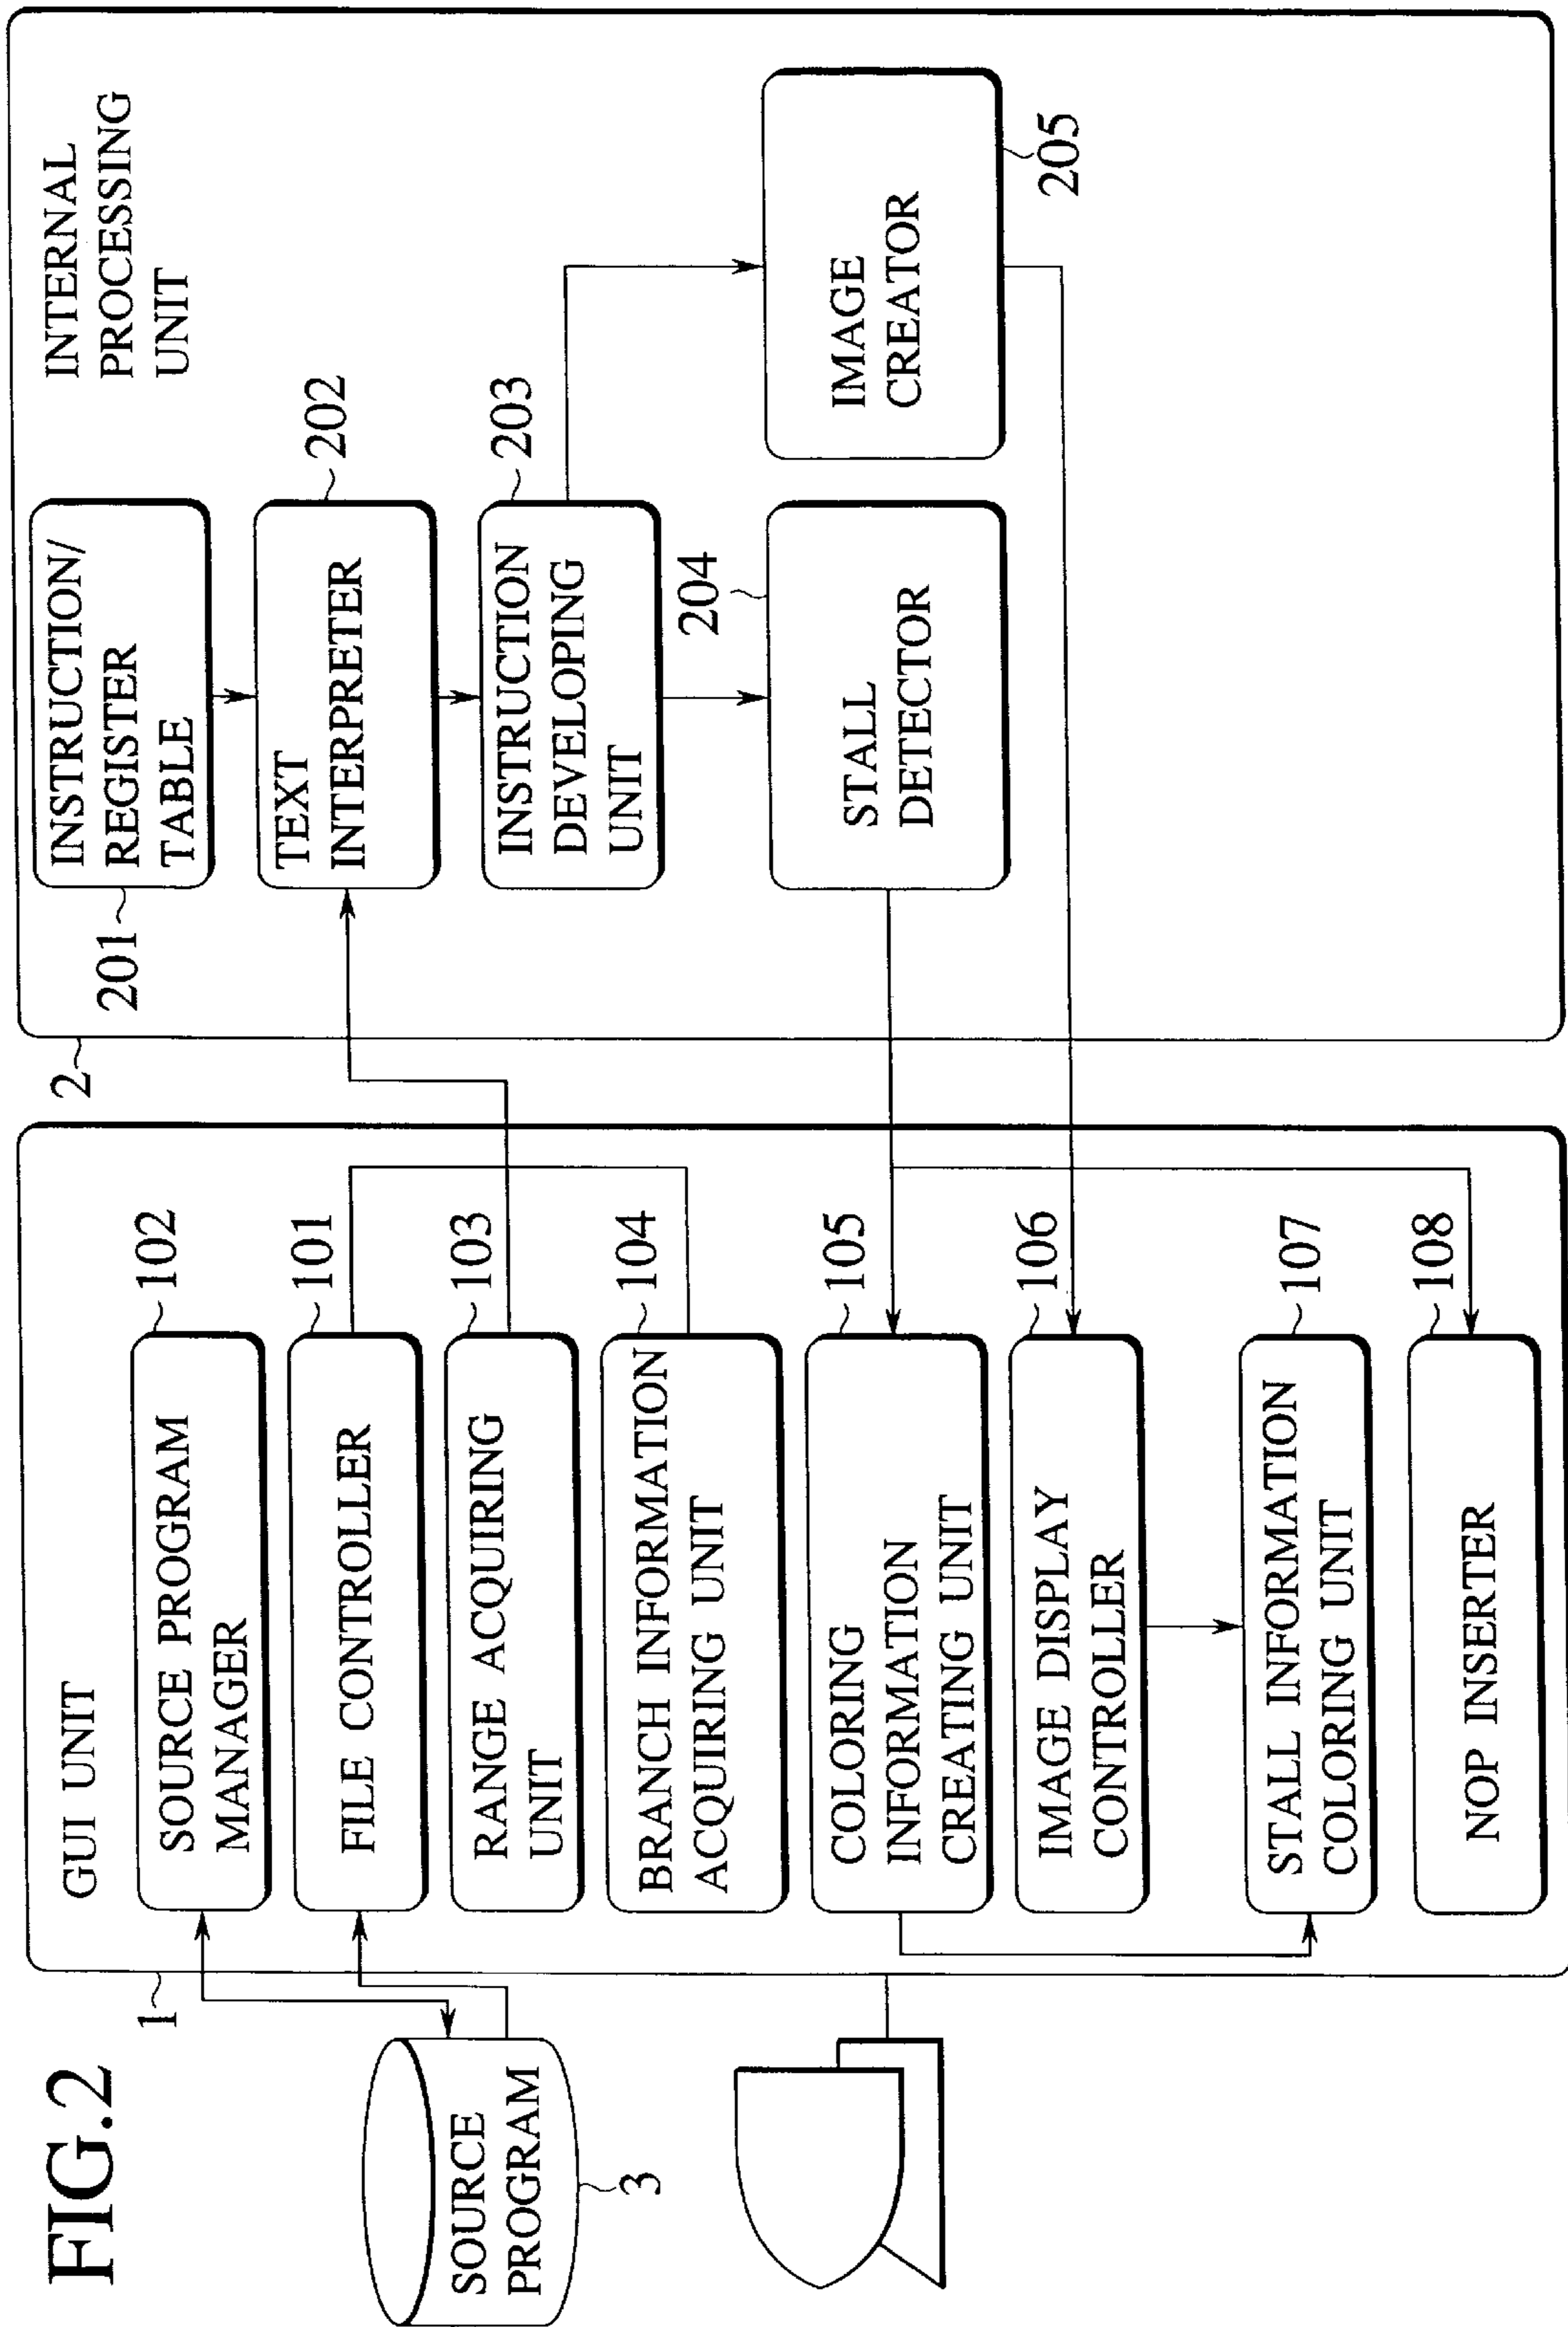 FIG.2
SOURCE
PROGRAM
3
1
GUI UNIT
SOURCE PROGRAM
MANAGER
102
FILE CONTROLLER
101
RANGE ACQUIRING
UNIT
103
BRANCH INFORMATION
ACQUIRING UNIT
104
COLORING
INFORMATION
CREATING UNIT
105
IMAGE DISPLAY
CONTROLLER
106
STALL INFORMATION
COLORING UNIT
107
NOP INSERTER
108
2
INTERNAL
PROCESSING
UNIT
201
INSTRUCTION/
REGISTER
TABLE
TEXT
INTERPRETER
202
INSTRUCTION
DEVELOPING
UNIT
203
204
STALL
DETECTOR
IMAGE
CREATOR
205